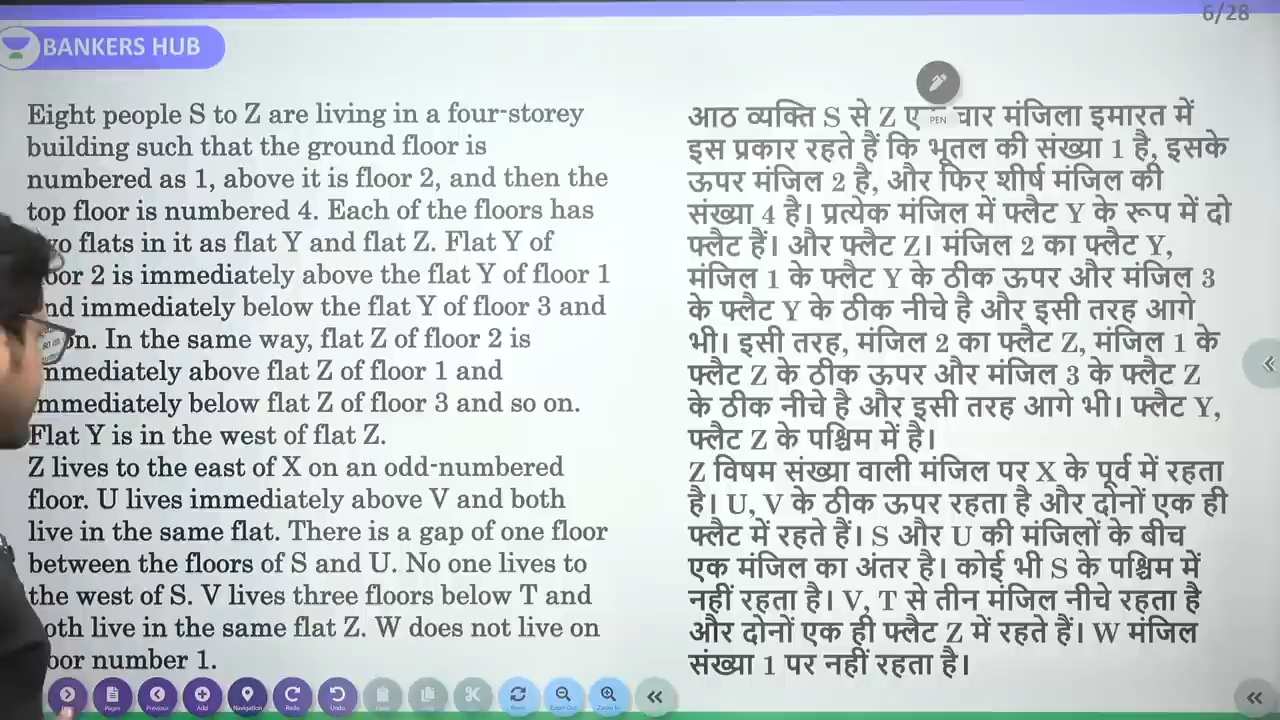 6/28
BANKERS HUB
Eight people S to Z are living in a four-storey
building such that the ground floor is
numbered as 1, above it is floor 2, and then the
top floor is numbered 4. Each of the floors has
flats in it as flat Y and flat Z. Flat Y of
2 is immediately above the flat Y of floor 1
immediately below the flat Y of floor 3 and
In the same way, flat Z of floor 2 is
above flat Z of floor 1 and
below flat Z of floor 3 and so on.
Flat Y is in the west of flat Z.
Z lives to the east of X on an odd-numbered
floor. U lives immediately above V and both
live in the same flat. There is a gap of one floor
between the floors of S and U. No one lives to
the west of S. V lives three floors below T and
live in the same flat Z. W does not live on
number 1.
आठ व्यक्ति S से Z चार मंजिला इमारत में
इस प्रकार रहते हैं कि भूतल की संख्या 1 है, इसके
ऊपर मंजिल 2 है, और फिर शीर्ष मंजिल की
संख्या 4 है। प्रत्येक मंजिल में फ्लैट Y के रूप में दो
फ्लैट हैं। और फ्लैट Z। मंजिल 2 का फ्लैट Y,
मंजिल 1 के फ्लैट Y के ठीक ऊपर और मंजिल 3
के फ्लैट Y के ठीक नीचे है और इसी तरह आगे
भी। इसी तरह, मंजिल 2 का फ्लैट Z, मंजिल 1 के
फ्लैट Z के ठीक ऊपर और मंजिल 3 के फ्लैट Z
के ठीक नीचे है और इसी तरह आगे भी। फ्लैट Y,
फ्लैट Z के पश्चिम में है।
Z विषम संख्या वाली मंजिल पर X के पूर्व में रहता
है। U, V के ठीक ऊपर रहता है और दोनों एक ही
फ्लैट में रहते हैं। S और U की मंजिलों के बीच
एक मंजिल का अंतर है। कोई भी S के पश्चिम में
नहीं रहता है। V, T से तीन मंजिल नीचे रहता है
और दोनों एक ही फ्लैट Z में रहते हैं। W मंजिल
संख्या 1 पर नहीं रहता है।
PEN
Pages Previous Add Navigation Redo Undo Zoom Out Zoom In